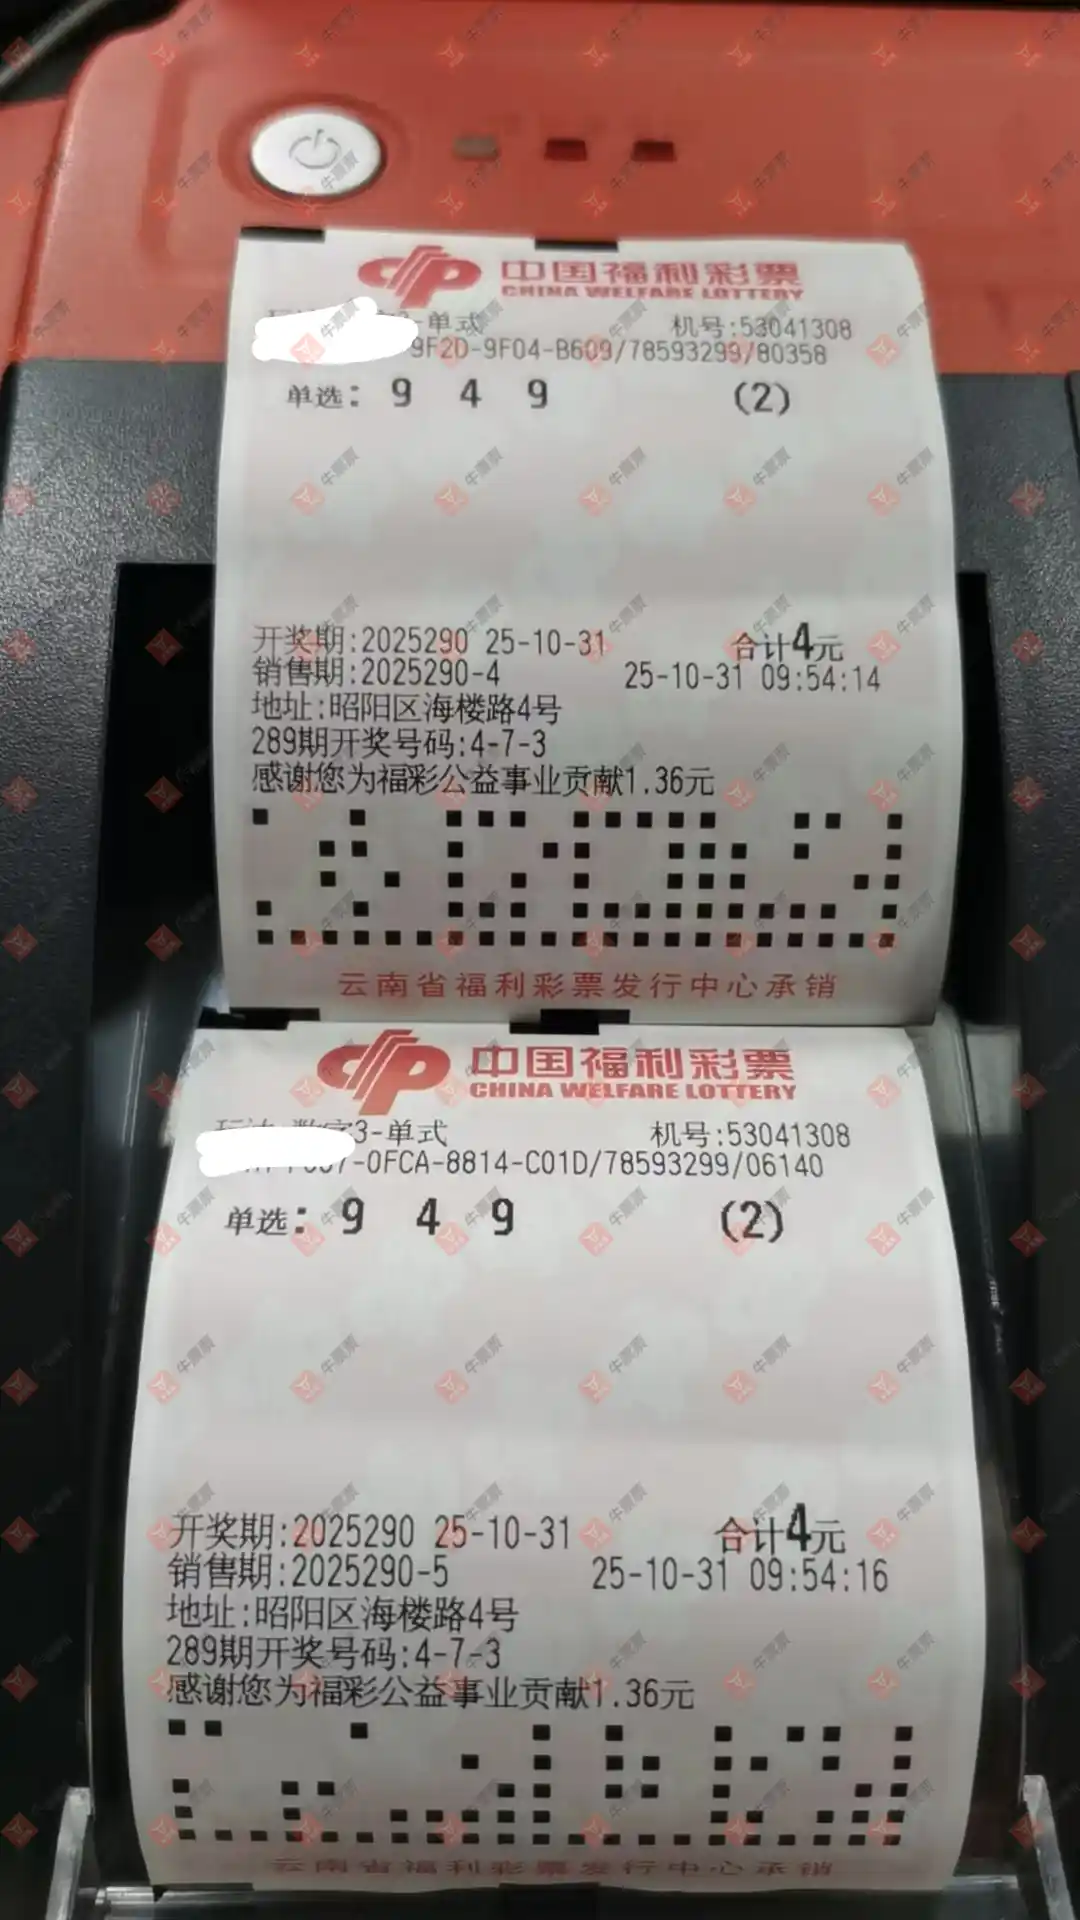 中国福利彩票
CHINA WELFARE LOTTERY
3-单式 机号:53041308
9F2D-9F04-B609/78593299/80358
单选: 9 4 9 (2)
开奖期:2025290 25-10-31 合计4元
销售期:2025290-4 25-10-31 09:54:14
地址:昭阳区海楼路4号
289期开奖号码:4-7-3
感谢您为福彩公益事业贡献1.36元
云南省福利彩票发行中心承销
中国福利彩票
CHINA WELFARE LOTTERY
玩法 数字3-单式 机号:53041308
-0FCA-8814-C01D/78593299/06140
单选: 9 4 9 (2)
开奖期:2025290 25-10-31 合计4元
销售期:2025290-5 25-10-31 09:54:16
地址:昭阳区海楼路4号
289期开奖号码:4-7-3
感谢您为福彩公益事业贡献1.36元
云南省福利彩票发行中心承销
牛票票